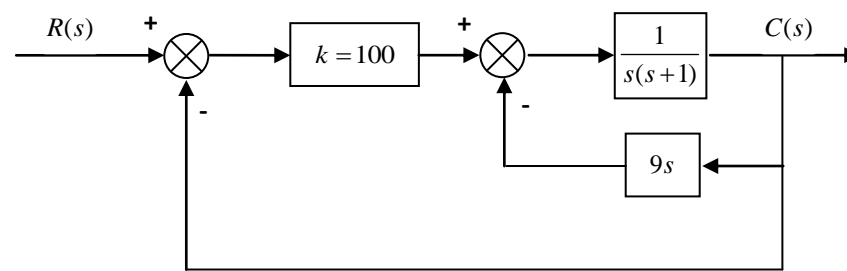 R(s)
+
k = 100
+
1
s(s+1)
C(s)
-
-
9s